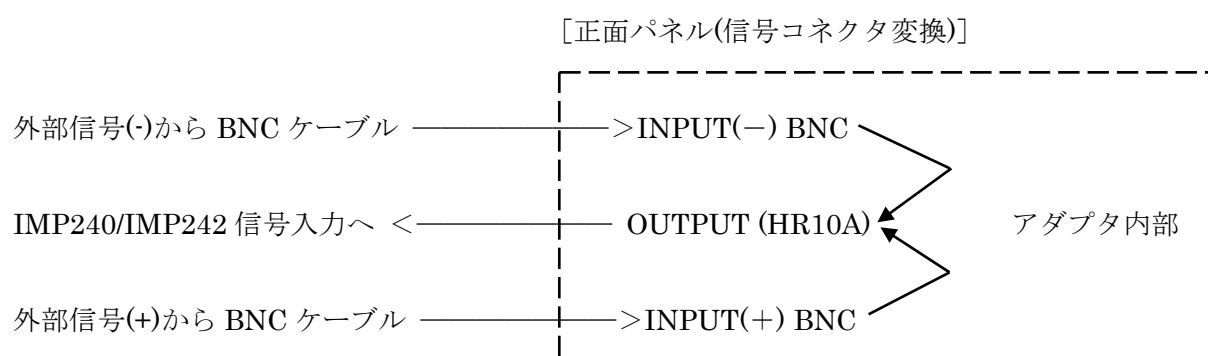 ［正面パネル(信号コネクタ変換)］
外部信号(-)から BNC ケーブル ―――――――>INPUT(－) BNC
IMP240/IMP242 信号入力へ <――――――― OUTPUT (HR10A) アダプタ内部
外部信号(+)から BNC ケーブル ―――――――>INPUT(＋) BNC